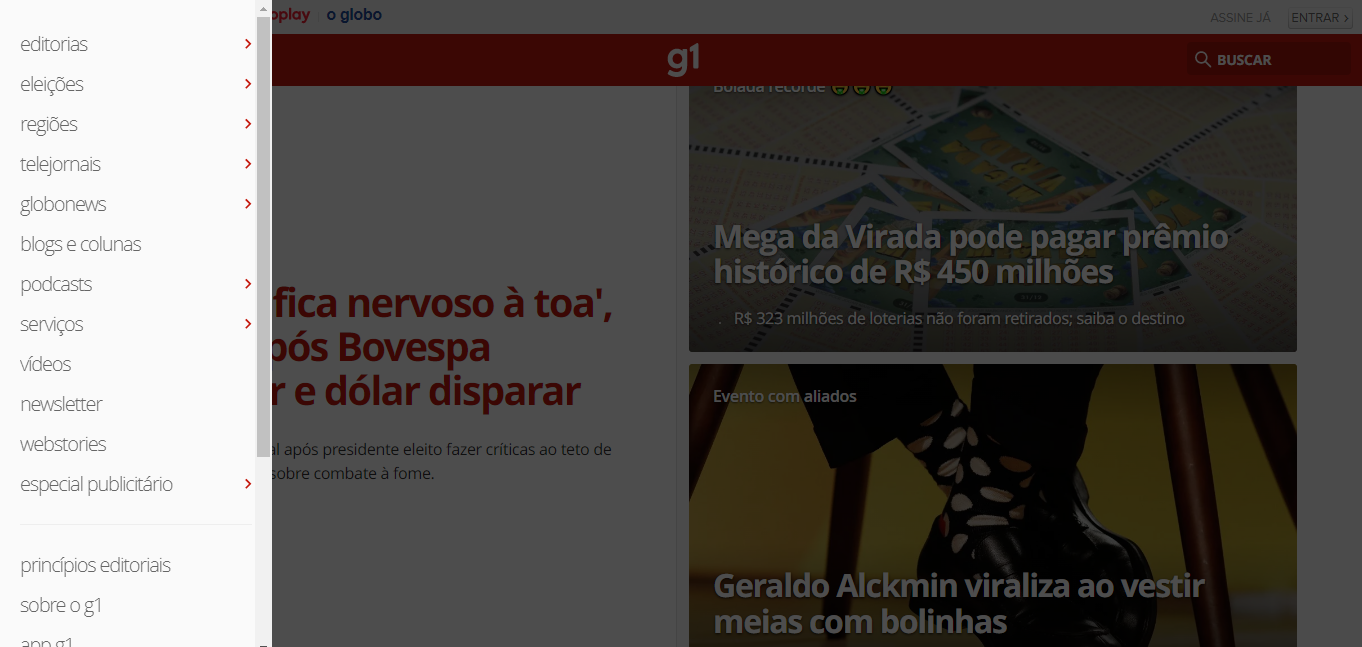 editorias
eleições
regiões
telejornais
globonews
blogs e colunas
podcasts
serviços
vídeos
newsletter
webstories
especial publicitário
princípios editoriais
sobre o g1
app g1
oplay
o globo
ASSINE JÁ
ENTRAR
g1
BUSCAR
fica nervoso à toa',
pós Bovespa
r e dólar disparar
al após presidente eleito fazer críticas ao teto de
sobre combate à fome.
Bolada recorde
Mega da Virada pode pagar prêmio
histórico de R$ 450 milhões
R$ 323 milhões de loterias não foram retirados; saiba o destino
Evento com aliados
Geraldo Alckmin viraliza ao vestir
meias com bolinhas